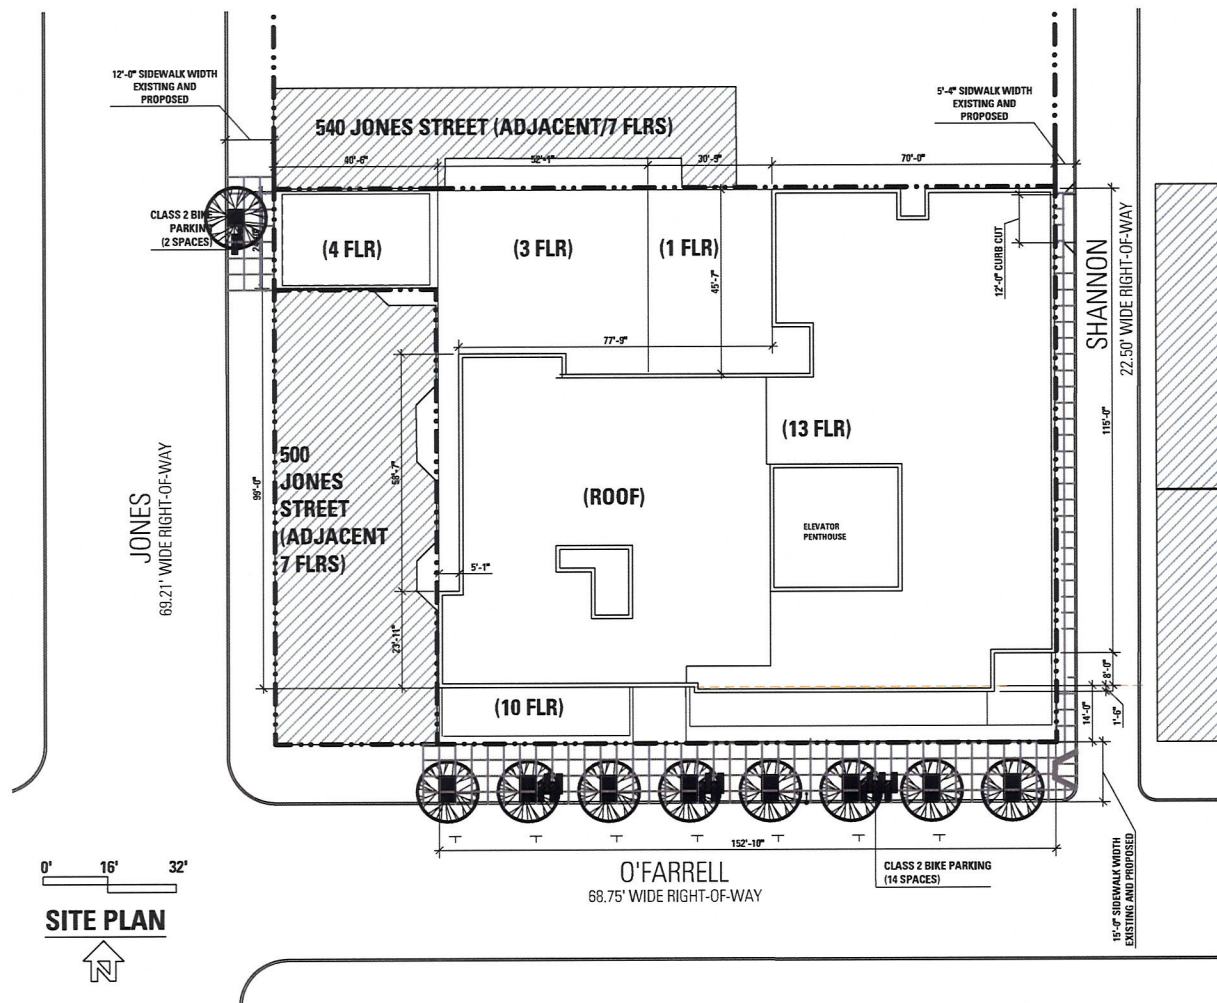 12'-0" SIDEWALK WIDTH
EXISTING AND
PROPOSED
5'-4" SIDWALK WIDTH
EXISTING AND
PROPOSED
540 JONES STREET (ADJACENT/7 FLRS)
40'-6"
52'-1"
30'-9"
70'-0"
CLASS 2 BIKE
PARKING
(2 SPACES)
(4 FLR)
(3 FLR)
(1 FLR)
45'-7"
12'-0" CURB CUT
SHANNON
22.50' WIDE RIGHT-OF-WAY
77'-9"
115'-0"
(13 FLR)
500
JONES
STREET
(ADJACENT
7 FLRS)
58'-7"
99'-0"
JONES
69.21' WIDE RIGHT-OF-WAY
(ROOF)
ELEVATOR
PENTHOUSE
5'-1"
23'-11"
8'-0"
(10 FLR)
14'-0"
1'-6"
152'-10"
O'FARRELL
68.75' WIDE RIGHT-OF-WAY
CLASS 2 BIKE PARKING
(14 SPACES)
15'-0" SIDEWALK WIDTH
EXISTING AND PROPOSED
0' 16' 32'
SITE PLAN
N